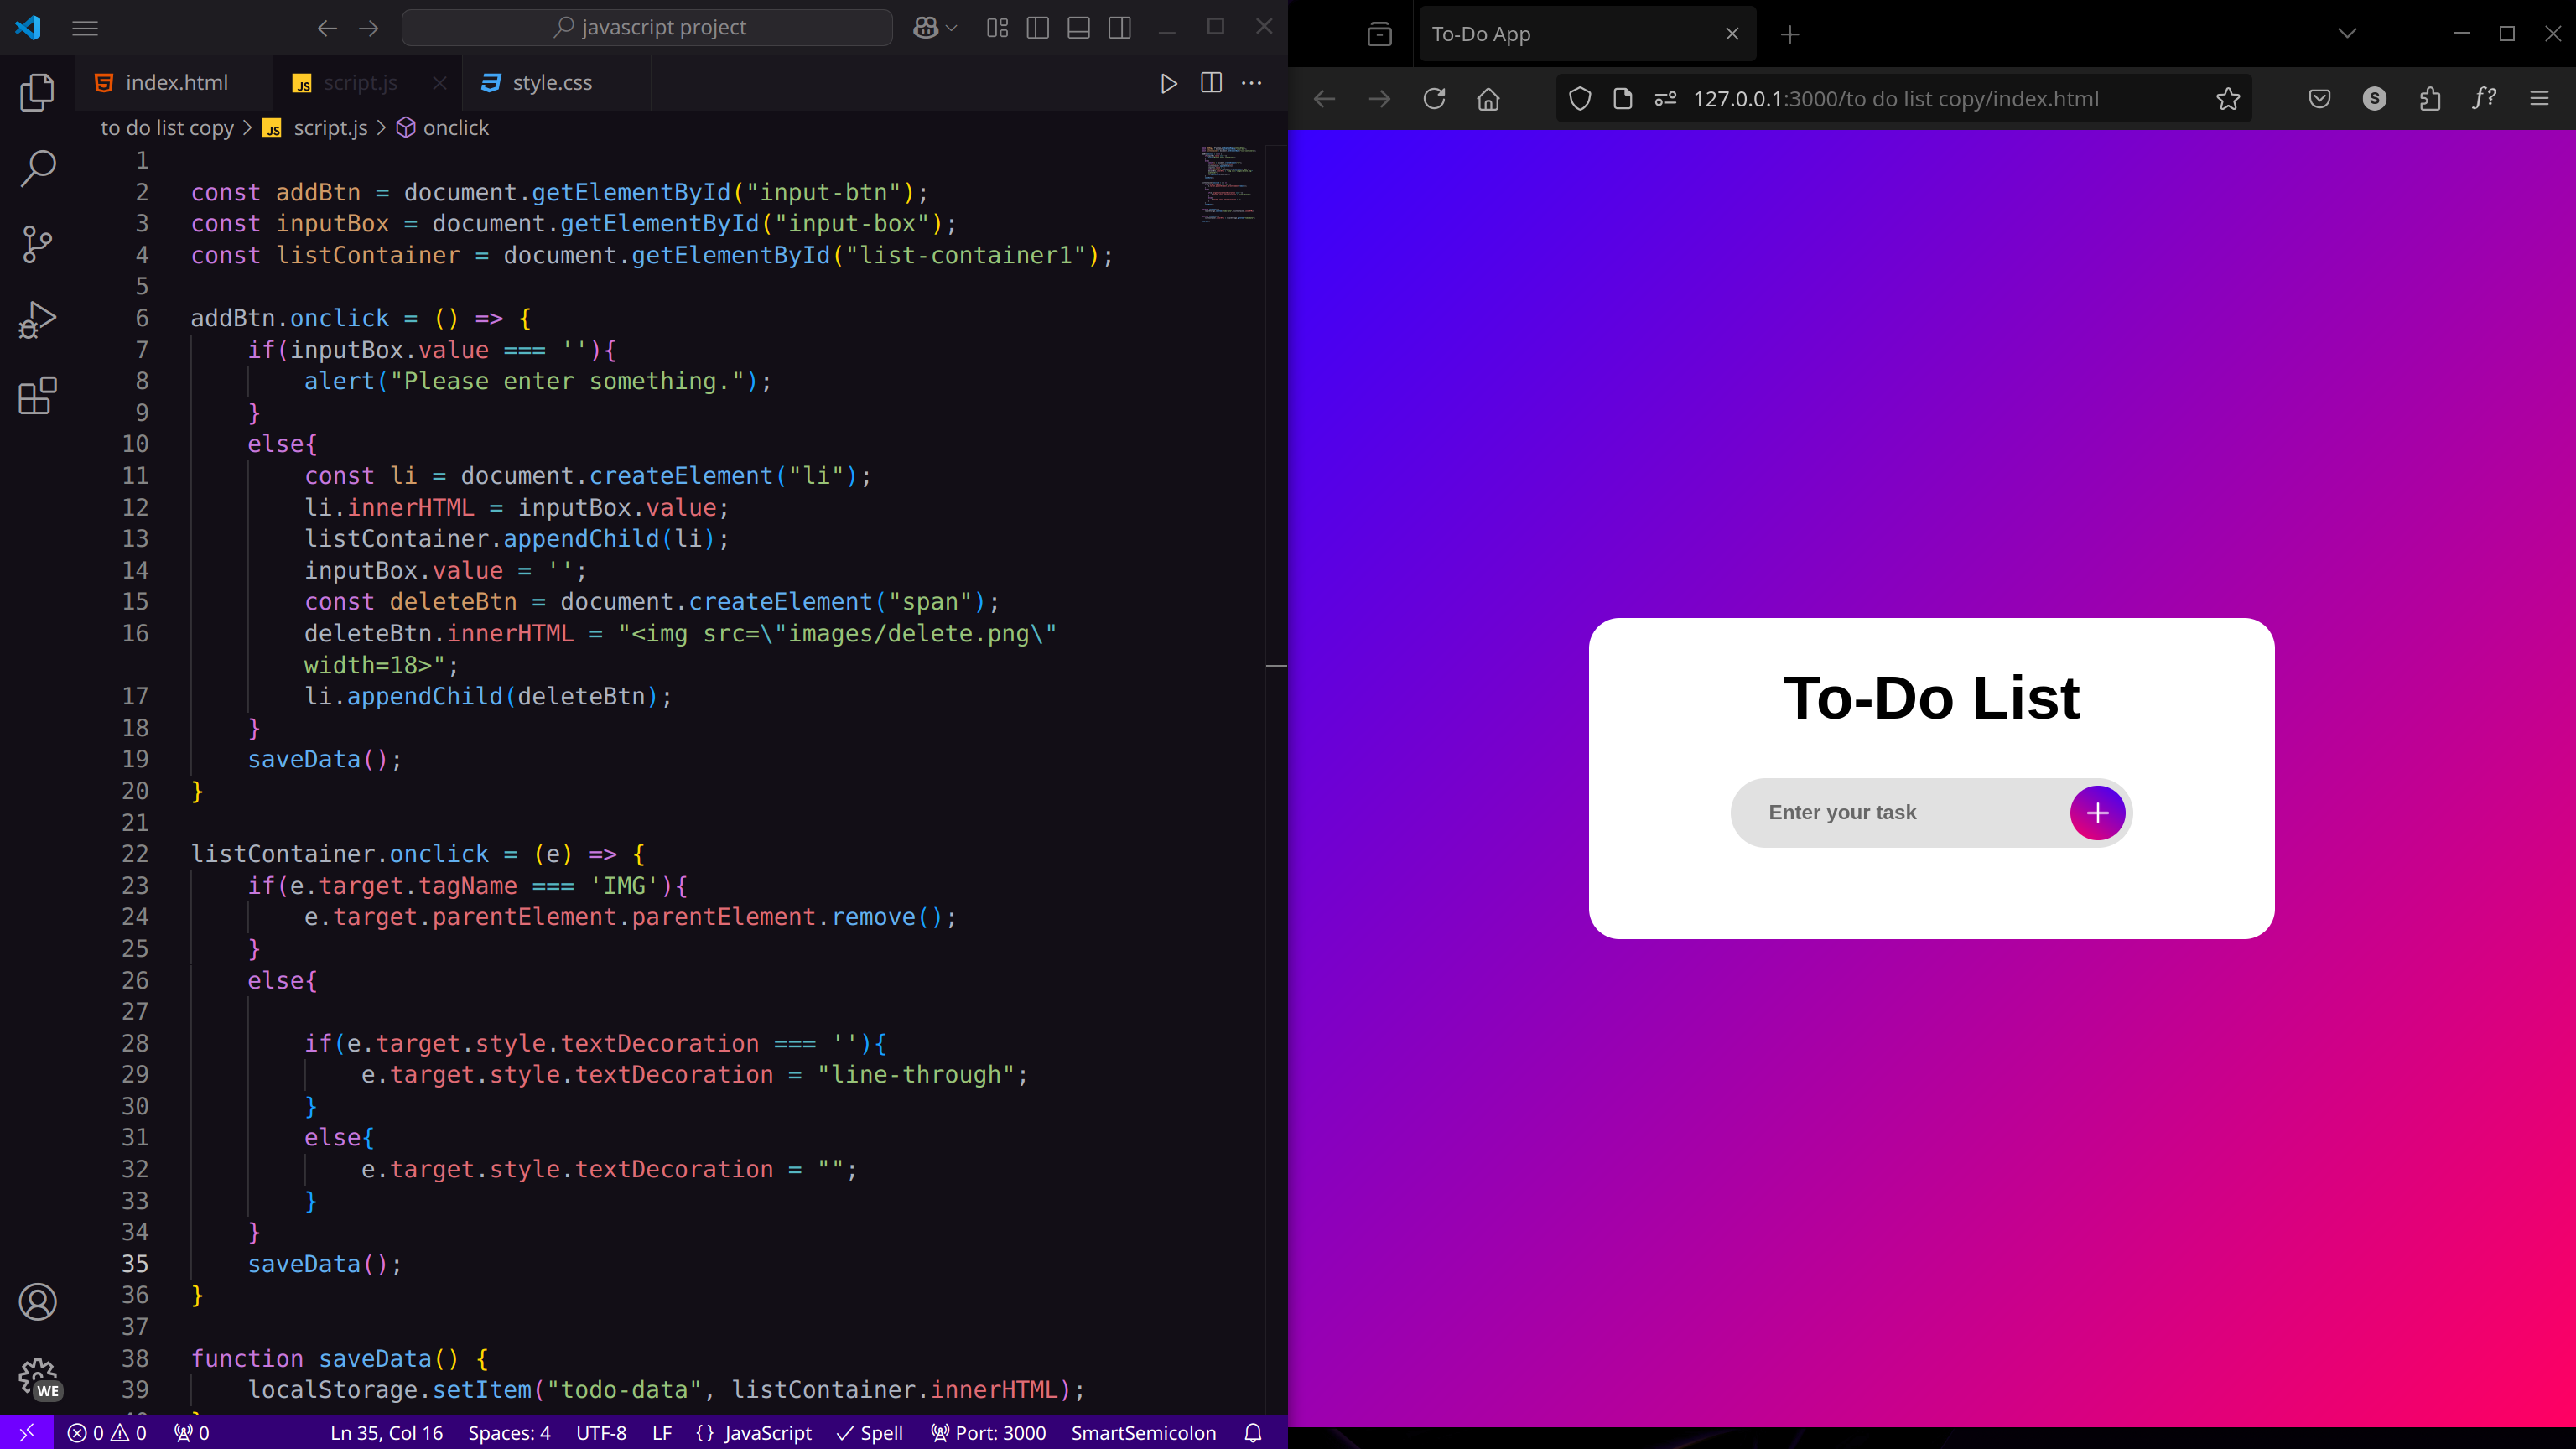 javascript project
index.html
script.js
style.css
to do list copy > script.js > onclick
1
2 const addBtn = document.getElementById("input-btn");
3 const inputBox = document.getElementById("input-box");
4 const listContainer = document.getElementById("list-container1");
5
6 addBtn.onclick = () => {
7 if(inputBox.value === ''){
8 alert("Please enter something.");
9 }
10 else{
11 const li = document.createElement("li");
12 li.innerHTML = inputBox.value;
13 listContainer.appendChild(li);
14 inputBox.value = '';
15 const deleteBtn = document.createElement("span");
16 deleteBtn.innerHTML = "<img src=\"images/delete.png\"
width=18>";
17 li.appendChild(deleteBtn);
18 }
19 saveData();
20 }
21
22 listContainer.onclick = (e) => {
23 if(e.target.tagName === 'IMG'){
24 e.target.parentElement.parentElement.remove();
25 }
26 else{
27
28 if(e.target.style.textDecoration === ''){
29 e.target.style.textDecoration = "line-through";
30 }
31 else{
32 e.target.style.textDecoration = "";
33 }
34 }
35 saveData();
36 }
37
38 function saveData() {
39 localStorage.setItem("todo-data", listContainer.innerHTML);
WE
0 0 0 Ln 35, Col 16 Spaces: 4 UTF-8 LF {} JavaScript Spell Port: 3000 SmartSemicolon
To-Do App
127.0.0.1:3000/to do list copy/index.html
S
f?
To-Do List
Enter your task